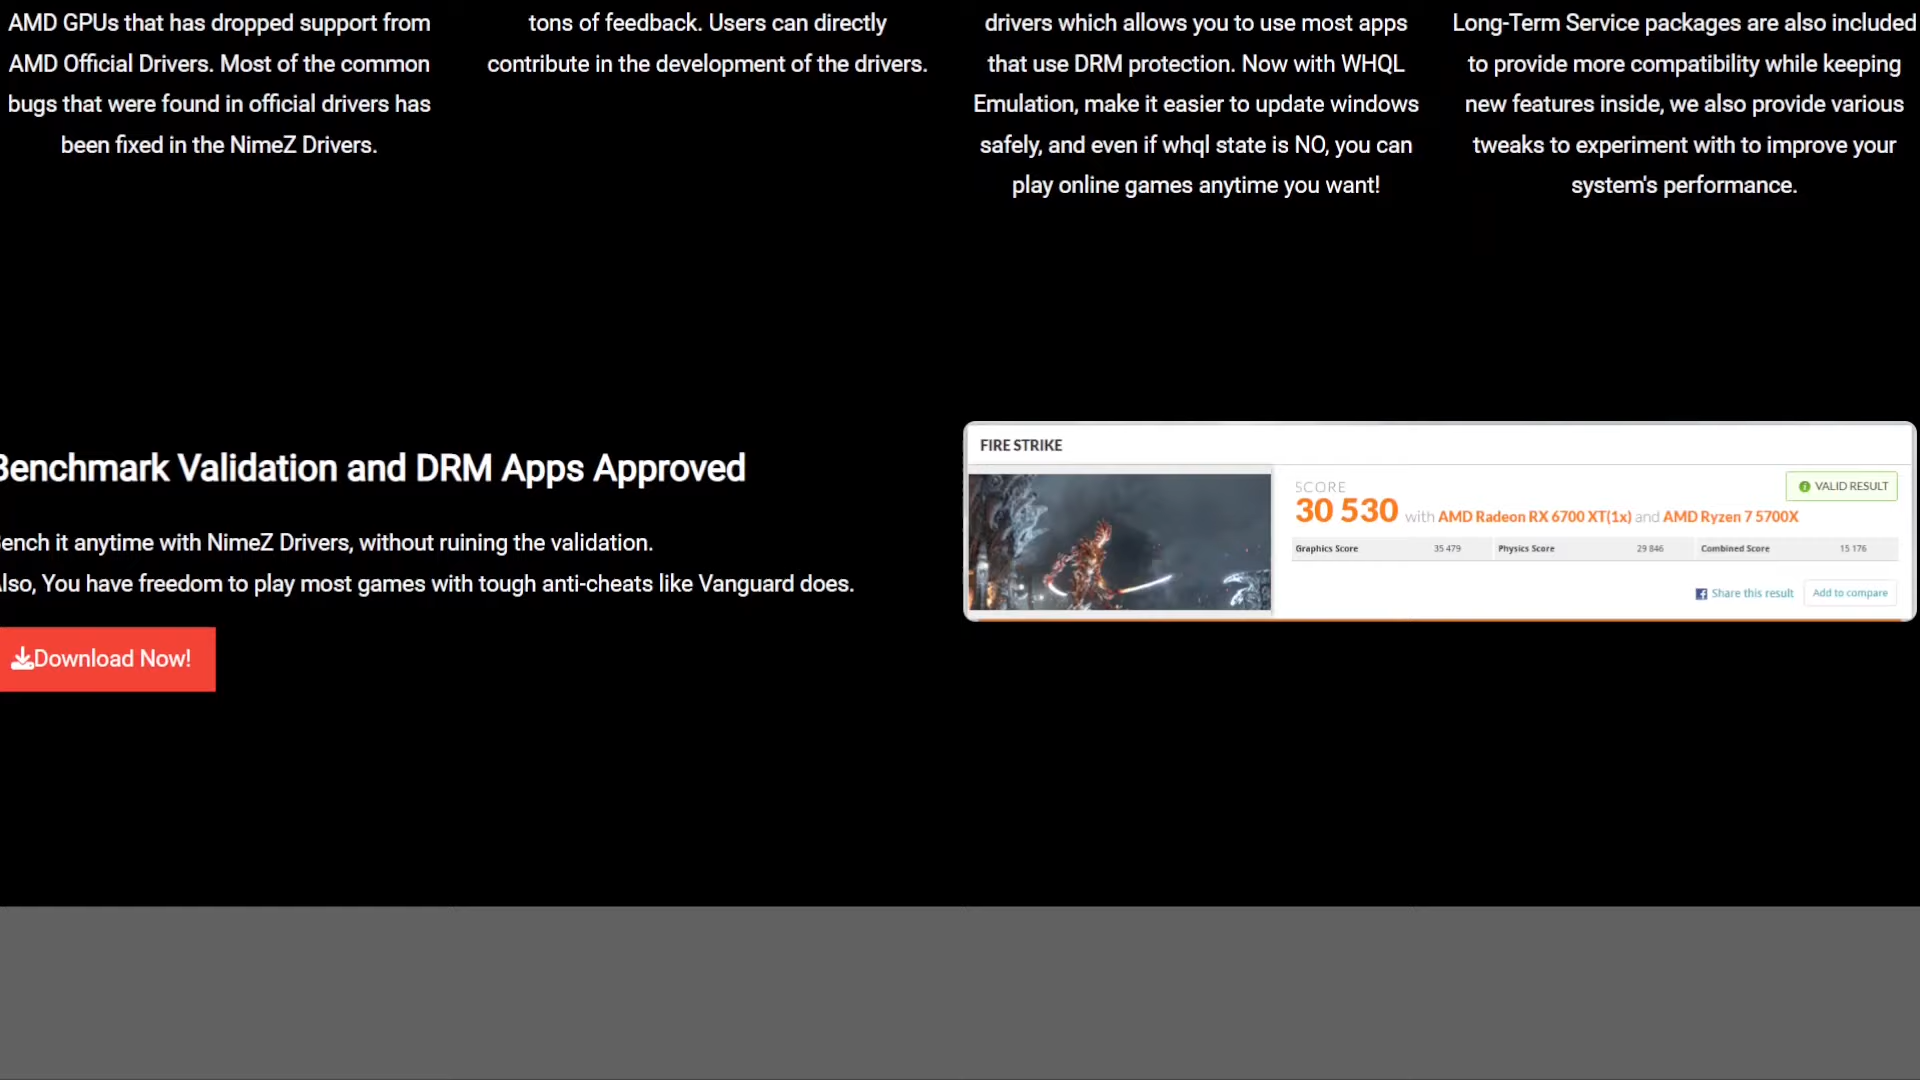 AMD GPUs that has dropped support from
AMD Official Drivers. Most of the common
bugs that were found in official drivers has
been fixed in the NimeZ Drivers.
tons of feedback. Users can directly
contribute in the development of the drivers.
drivers which allows you to use most apps
that use DRM protection. Now with WHQL
Emulation, make it easier to update windows
safely, and even if whql state is NO, you can
play online games anytime you want!
Long-Term Service packages are also included
to provide more compatibility while keeping
new features inside, we also provide various
tweaks to experiment with to improve your
system's performance.
Benchmark Validation and DRM Apps Approved
ench it anytime with NimeZ Drivers, without ruining the validation.
lso, You have freedom to play most games with tough anti-cheats like Vanguard does.
Download Now!
FIRE STRIKE
VALID RESULT
SCORE
30 530 with AMD Radeon RX 6700 XT(1x) and AMD Ryzen 7 5700X
Graphics Score 35 479 Physics Score 29 846 Combined Score 15 176
Share this result Add to compare